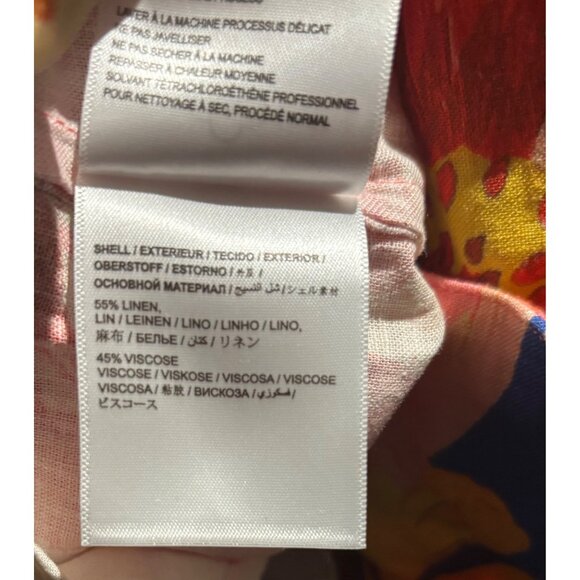 LAVER À LA MACHINE PROCESSUS DÉLICAT
NE PAS JAVELLISER
NE PAS SÉCHER À LA MACHINE
REPASSER À CHALEUR MOYENNE
SOLVANT TÉTRACHLOROÉTHÈNE PROFESSIONNEL
POUR NETTOYAGE À SEC, PROCÉDÉ NORMAL
SHELL / EXTERIEUR / TECIDO / EXTERIOR /
OBERSTOFF / ESTORNO / 外层 /
ОСНОВНОЙ МАТЕРИАЛ / شل النسيج / シェル素材
55% LINEN,
LIN / LEINEN / LINO / LINHO / LINO,
麻布 / БЕЛЬЕ / كتان / リネン
45% VISCOSE
VISCOSE / VISKOSE / VISCOSA / VISCOSE
VISCOSA / 粘胶 / ВИСКОЗА / فسكوزي /
ビスコース